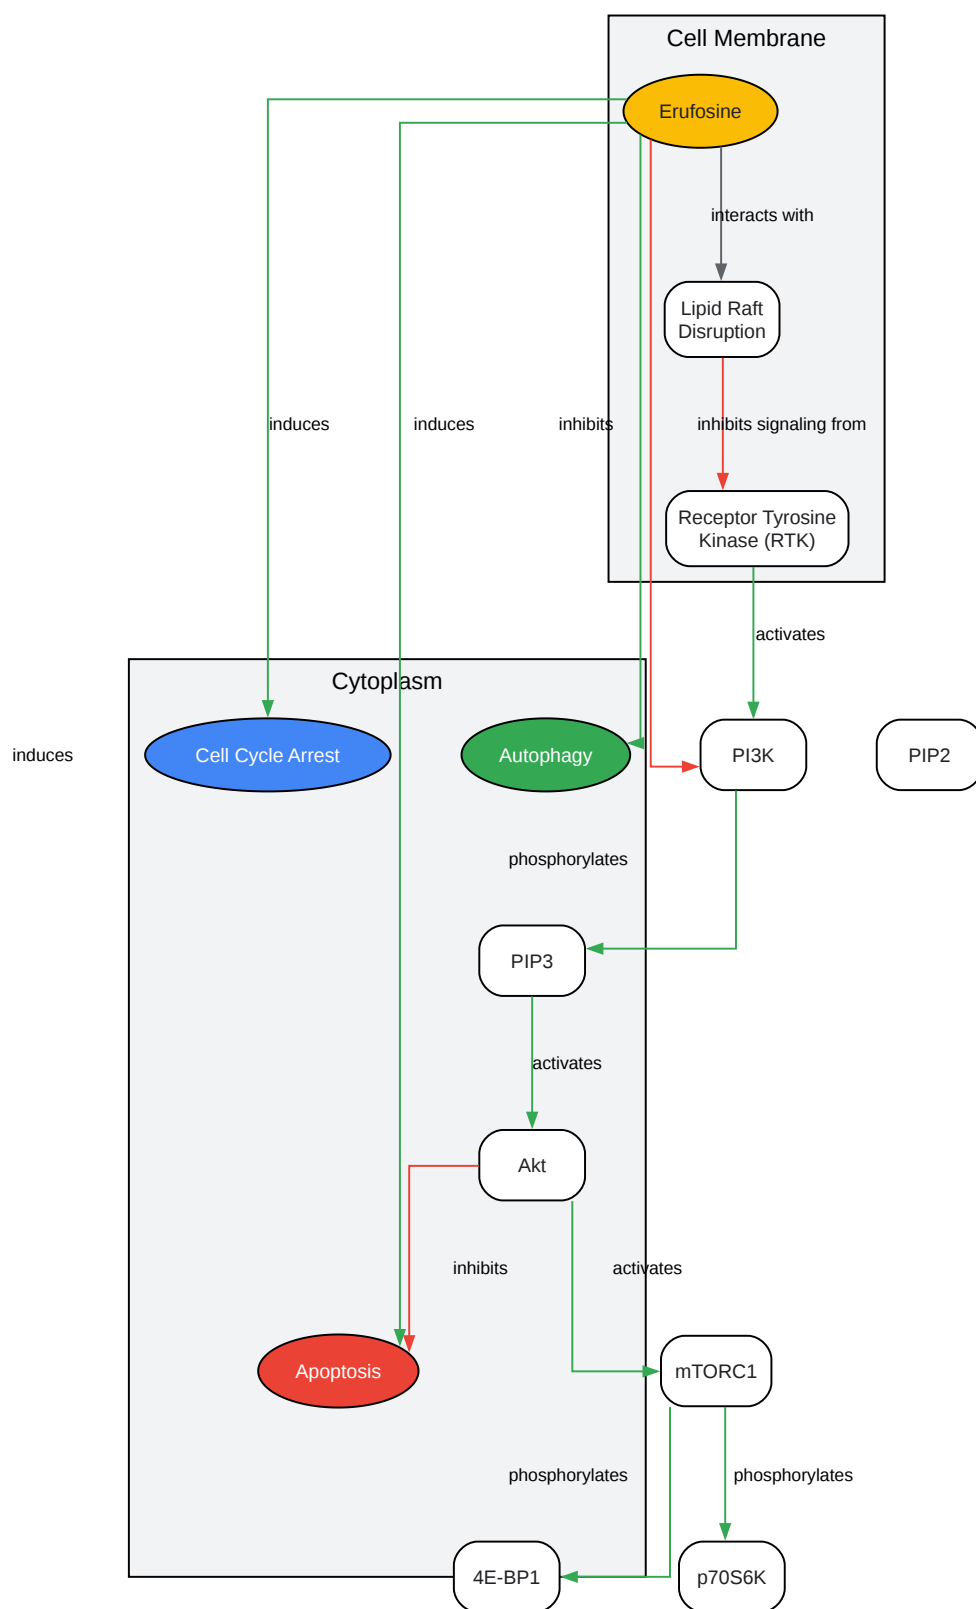 Cell Membrane
Erufosine
interacts with
Lipid Raft
Disruption
induces
induces
inhibits
inhibits signaling from
Receptor Tyrosine
Kinase (RTK)
activates
Cytoplasm
induces
Cell Cycle Arrest
Autophagy
PI3K
PIP2
phosphorylates
PIP3
activates
Akt
inhibits
activates
Apoptosis
mTORC1
phosphorylates
phosphorylates
4E-BP1
p70S6K